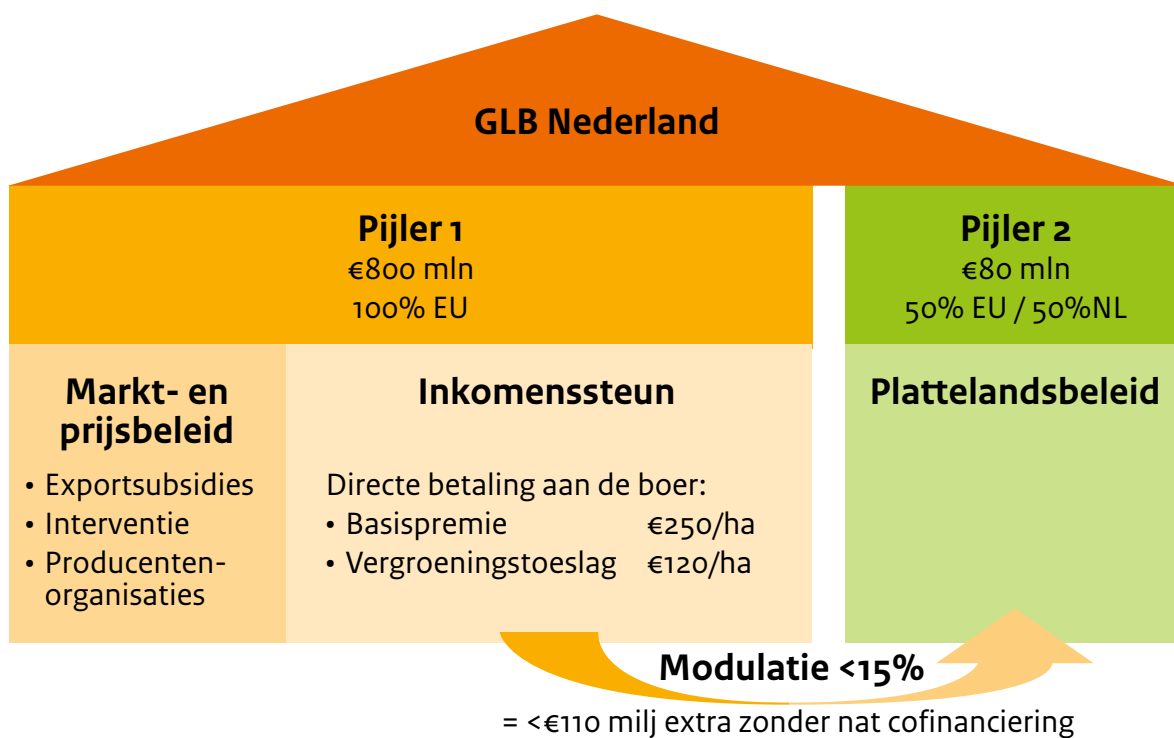 GLB Nederland
Pijler 1
€800 mln
100% EU
Pijler 2
€80 mln
50% EU / 50%NL
Markt- en
prijsbeleid
• Exportsubsidies
• Interventie
• Producenten-
organisaties
Inkomenssteun
Directe betaling aan de boer:
• Basispremie €250/ha
• Vergroeningstoeslag €120/ha
Plattelandsbeleid
Modulatie <15%
= <€110 milj extra zonder nat cofinanciering